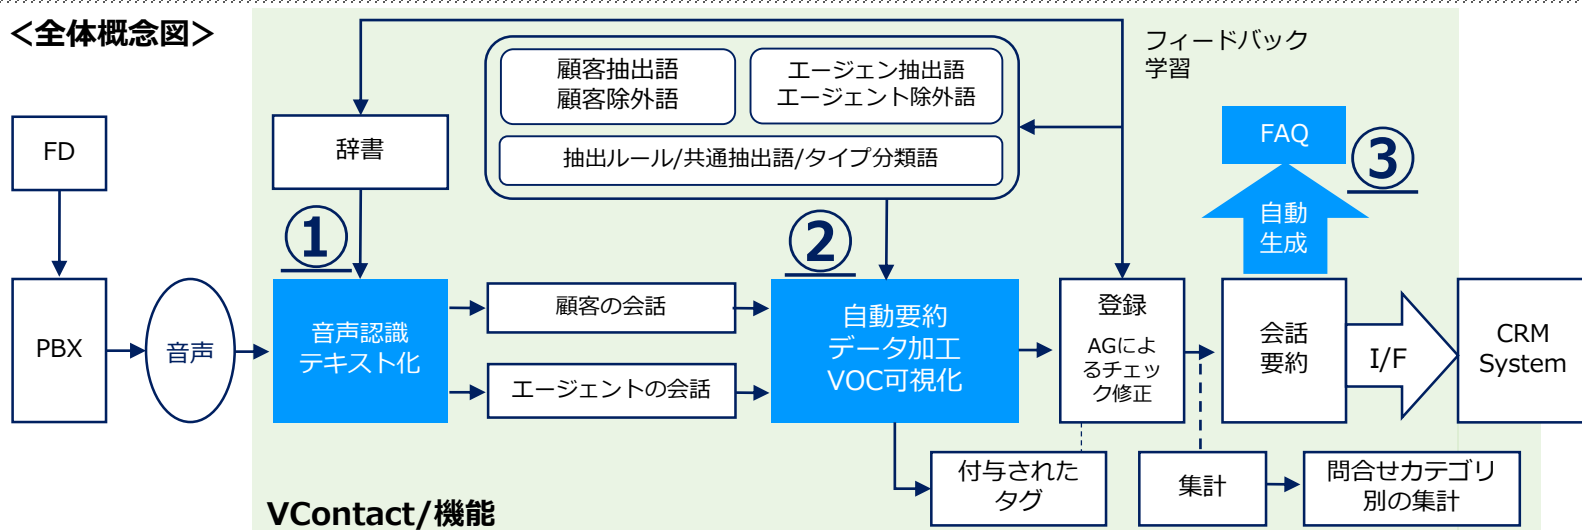 ＜全体概念図＞
フィードバック
学習
顧客抽出語
顧客除外語
エージェン抽出語
エージェント除外語
抽出ルール/共通抽出語/タイプ分類語
FD
辞書
FAQ
③
自動
生成
①
②
PBX
音声
音声認識
テキスト化
顧客の会話
エージェントの会話
自動要約
データ加工
VOC可視化
登録
AGによ
るチェッ
ク修正
会話
要約
I/F
CRM
System
付与された
タグ
集計
問合せカテゴリ
別の集計
VContact/機能